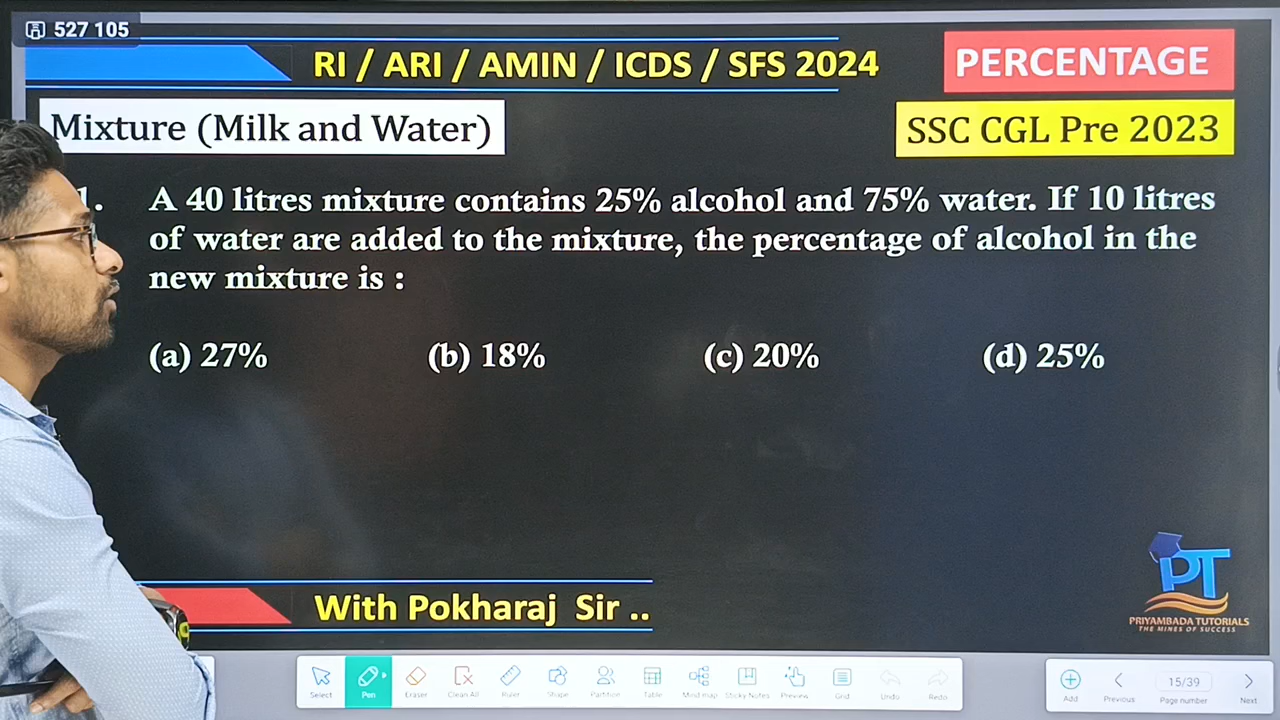 527 105
RI / ARI / AMIN / ICDS / SFS 2024
PERCENTAGE
Mixture (Milk and Water)
SSC CGL Pre 2023
1. A 40 litres mixture contains 25% alcohol and 75% water. If 10 litres
of water are added to the mixture, the percentage of alcohol in the
new mixture is :
(a) 27% (b) 18% (c) 20% (d) 25%
PT
PRIYAMBADA TUTORIALS
THE MINES OF SUCCESS
With Pokharaj Sir ..
Select Pen Eraser Clean All Ruler Shape Partition Table Mind map Sticky Notes Preview Grid Undo Redo
Add Previous 15/39 Page number Next